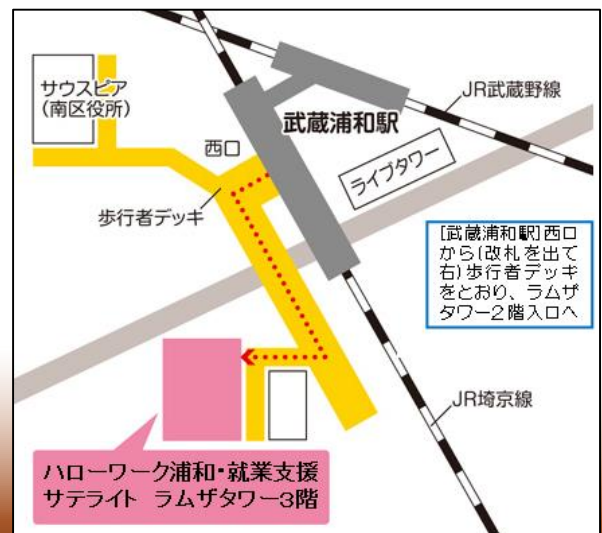 サウスピア
(南区役所)
JR武蔵野線
武蔵浦和駅
西口
ライブタワー
歩行者デッキ
[武蔵浦和駅]西口
から(改札を出て
右)歩行者デッキ
をとおり、ラムザ
タワー2階入口へ
JR埼京線
ハローワーク浦和・就業支援
サテライト ラムザタワー3階